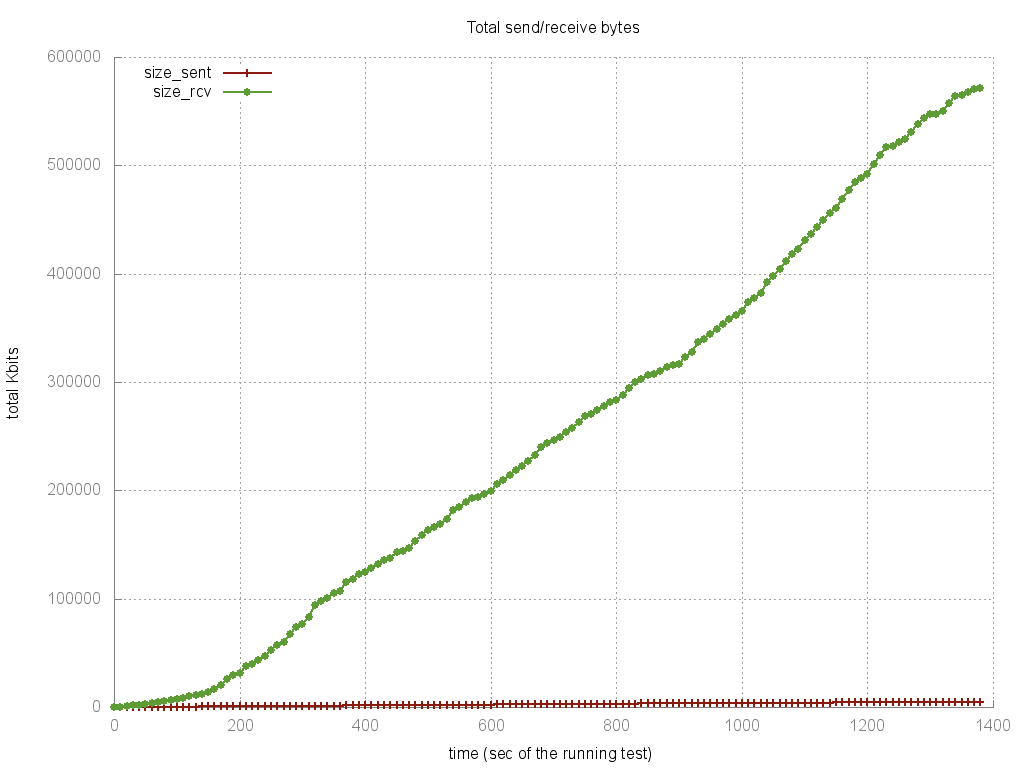 Total send/receive bytes
600000
500000
400000
300000
200000
100000
0
size_sent
size_rcv
total Kbits
0 200 400 600 800 1000 1200 1400
time (sec of the running test)